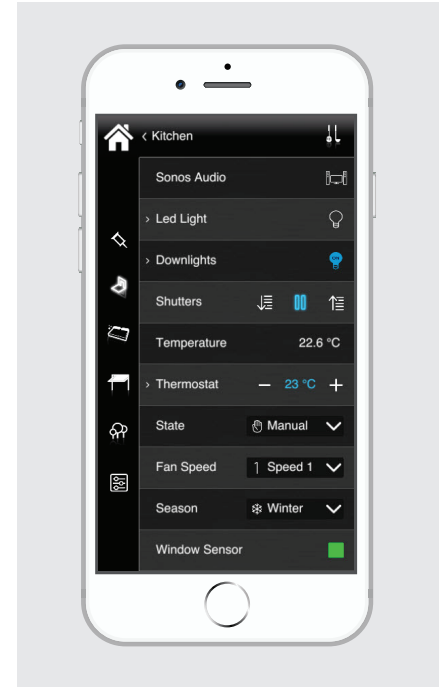 ‹ Kitchen
Sonos Audio
› Led Light
› Downlights
Shutters
Temperature 22.6 °C
› Thermostat — 23 °C +
State Manual
Fan Speed 1 Speed 1
Season Winter
Window Sensor